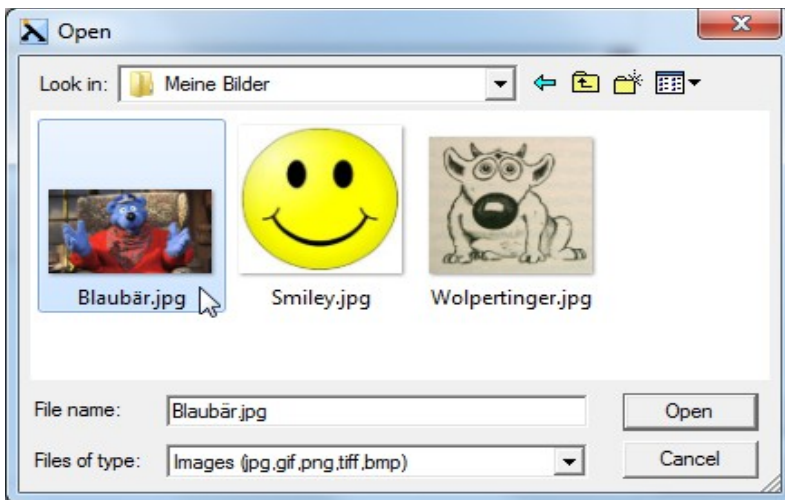 Open
Look in: Meine Bilder
Blaubär.jpg Smiley.jpg Wolpertinger.jpg
File name: Blaubär.jpg Open
Files of type: Images (jpg,gif,png,tiff,bmp) Cancel